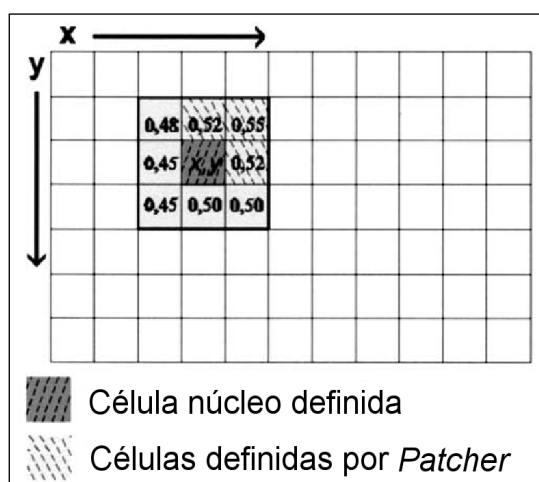 x
y
0,48 0,52 0,55
0,45 x,y 0,52
0,45 0,50 0,50
Célula núcleo definida
Células definidas por Patcher